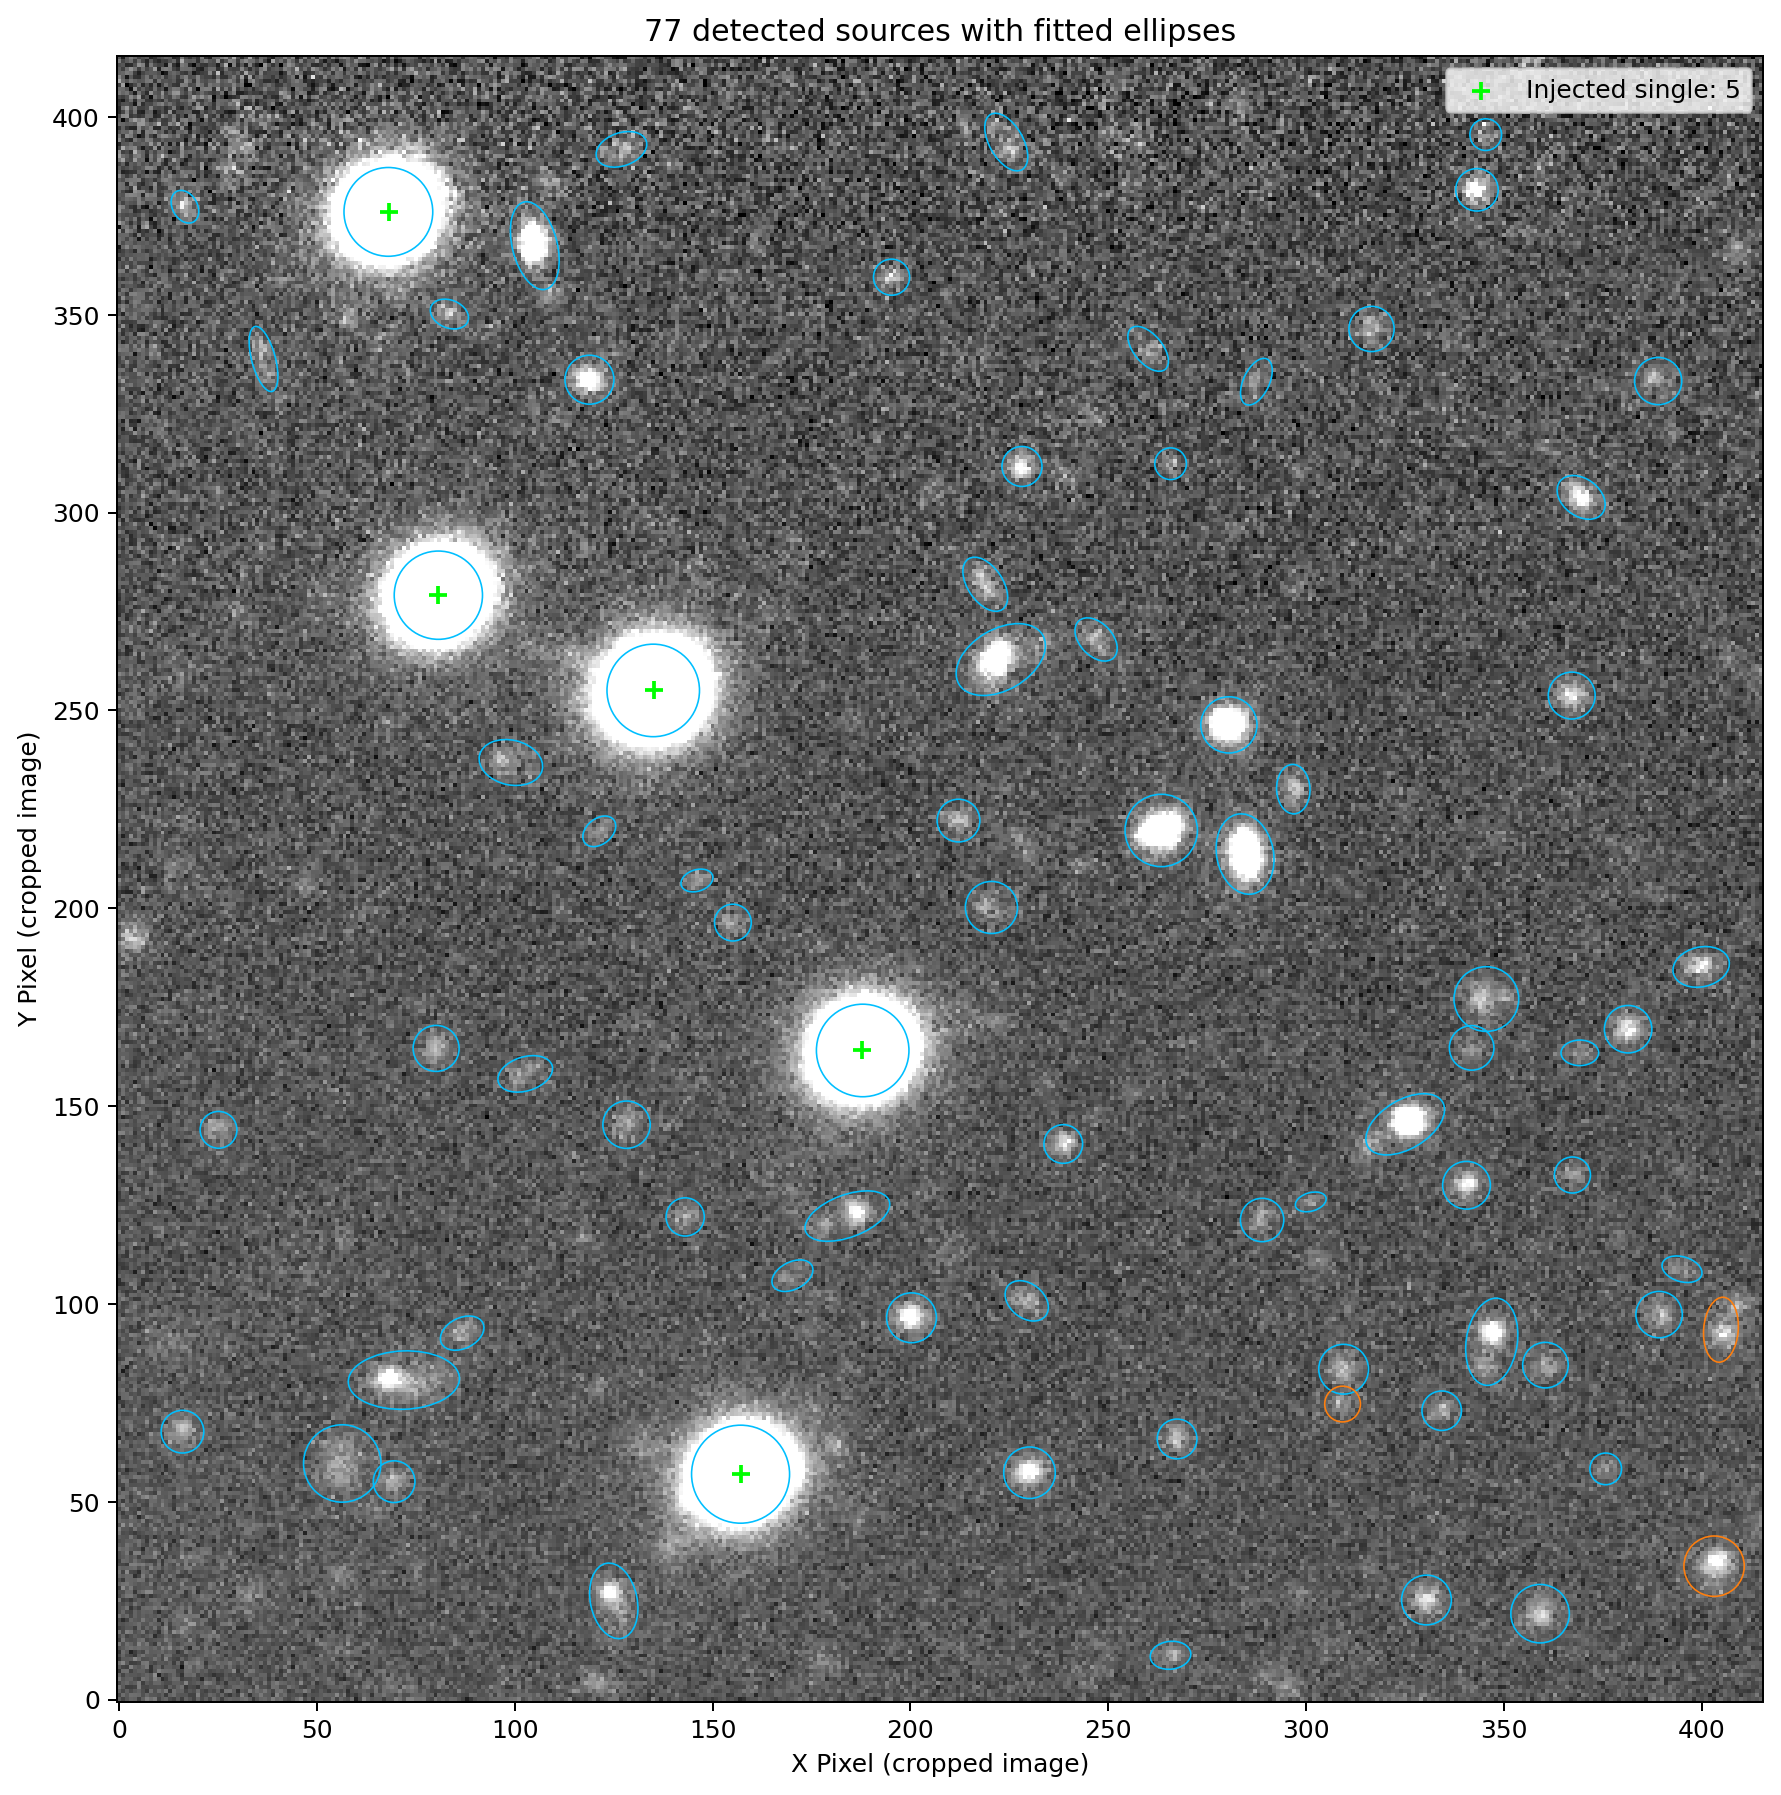 77 detected sources with fitted ellipses
Injected single: 5
400
350
300
250
200
150
100
50
0
Y Pixel (cropped image)
0 50 100 150 200 250 300 350 400
X Pixel (cropped image)